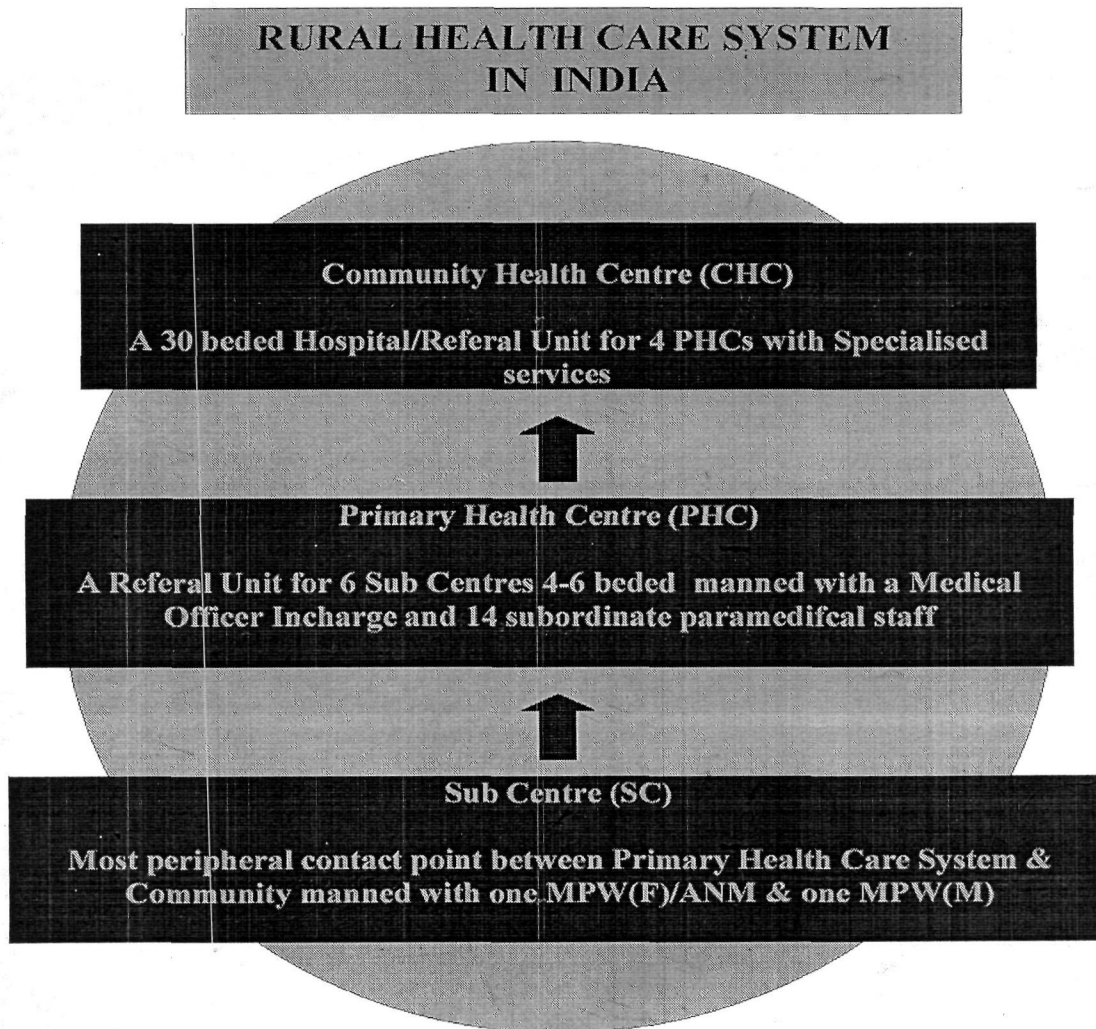 RURAL HEALTH CARE SYSTEM
IN INDIA
Community Health Centre (CHC)
A 30 beded Hospital/Referal Unit for 4 PHCs with Specialised
services
Primary Health Centre (PHC)
A Referal Unit for 6 Sub Centres 4-6 beded manned with a Medical
Officer Incharge and 14 subordinate paramedifcal staff
Sub Centre (SC)
Most peripheral contact point between Primary Health Care System &
Community manned with one MPW(F)/ANM & one MPW(M)